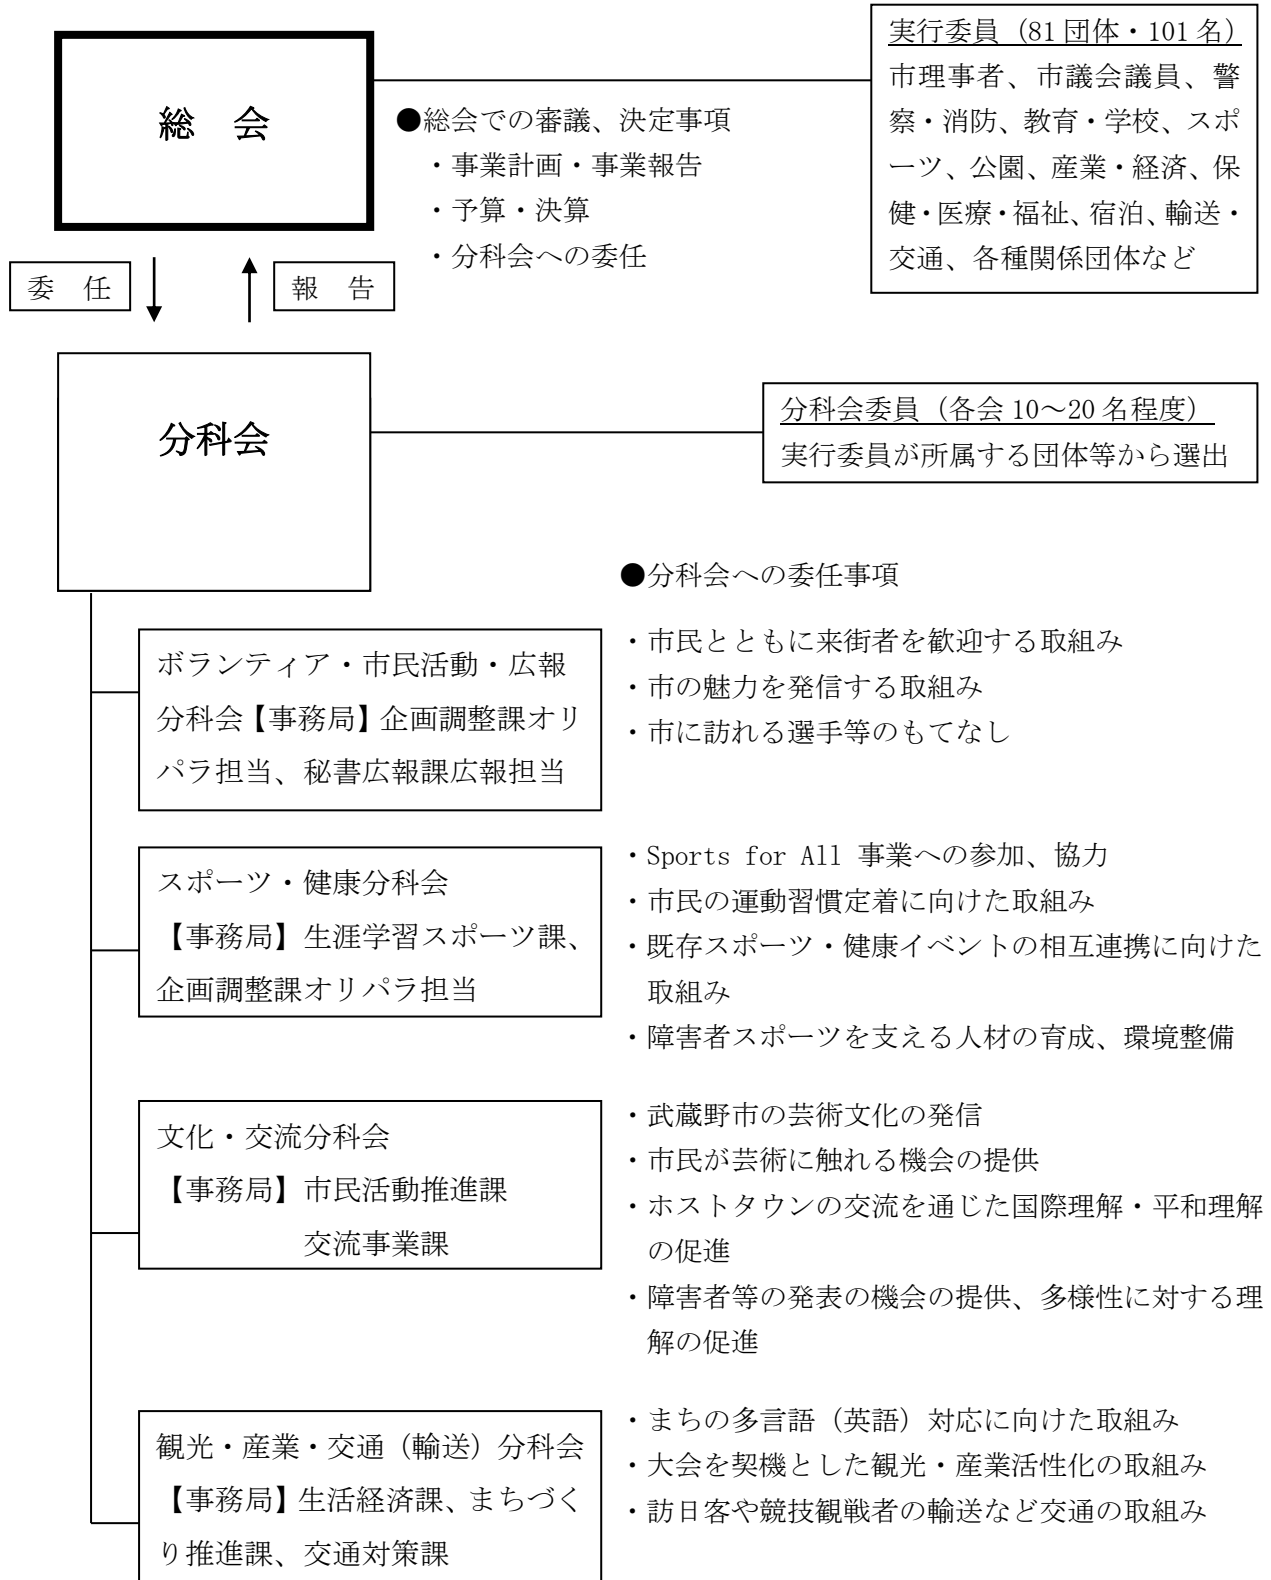 総　会
実行委員（81団体・101名）
市理事者、市議会議員、警
察・消防、教育・学校、スポ
ーツ、公園、産業・経済、保
健・医療・福祉、宿泊、輸送・
交通、各種関係団体など
●総会での審議、決定事項
・事業計画・事業報告
・予算・決算
・分科会への委任
委　任
報　告
分科会
分科会委員（各会10～20名程度）
実行委員が所属する団体等から選出
●分科会への委任事項
ボランティア・市民活動・広報
分科会【事務局】企画調整課オリ
パラ担当、秘書広報課広報担当
・市民とともに来街者を歓迎する取組み
・市の魅力を発信する取組み
・市に訪れる選手等のもてなし
スポーツ・健康分科会
【事務局】生涯学習スポーツ課、
企画調整課オリパラ担当
・Sports for All 事業への参加、協力
・市民の運動習慣定着に向けた取組み
・既存スポーツ・健康イベントの相互連携に向けた
取組み
・障害者スポーツを支える人材の育成、環境整備
文化・交流分科会
【事務局】市民活動推進課
交流事業課
・武蔵野市の芸術文化の発信
・市民が芸術に触れる機会の提供
・ホストタウンの交流を通じた国際理解・平和理解
の促進
・障害者等の発表の機会の提供、多様性に対する理
解の促進
観光・産業・交通（輸送）分科会
【事務局】生活経済課、まちづく
り推進課、交通対策課
・まちの多言語（英語）対応に向けた取組み
・大会を契機とした観光・産業活性化の取組み
・訪日客や競技観戦者の輸送など交通の取組み